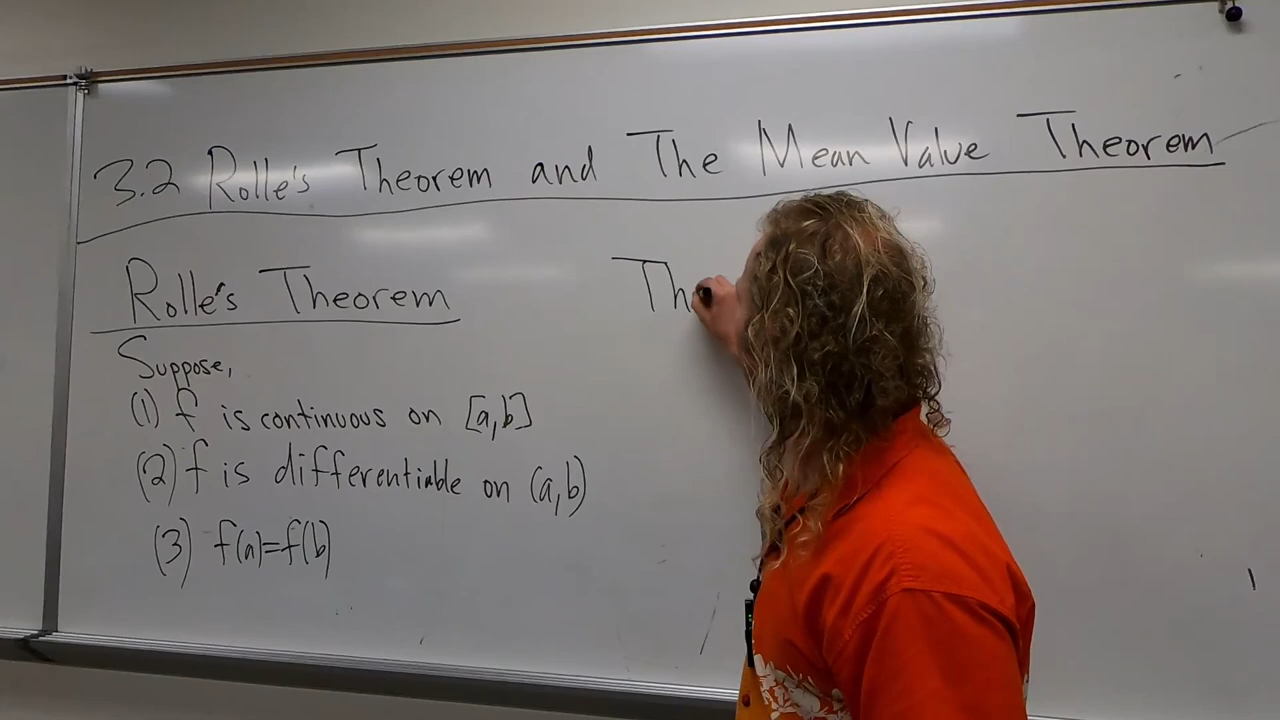 3.2 Rolle's Theorem and The Mean Value Theorem
Rolle's Theorem
Suppose,
(1) f is continuous on [a,b]
(2) f is differentiable on (a,b)
(3) f(a)=f(b)
Th